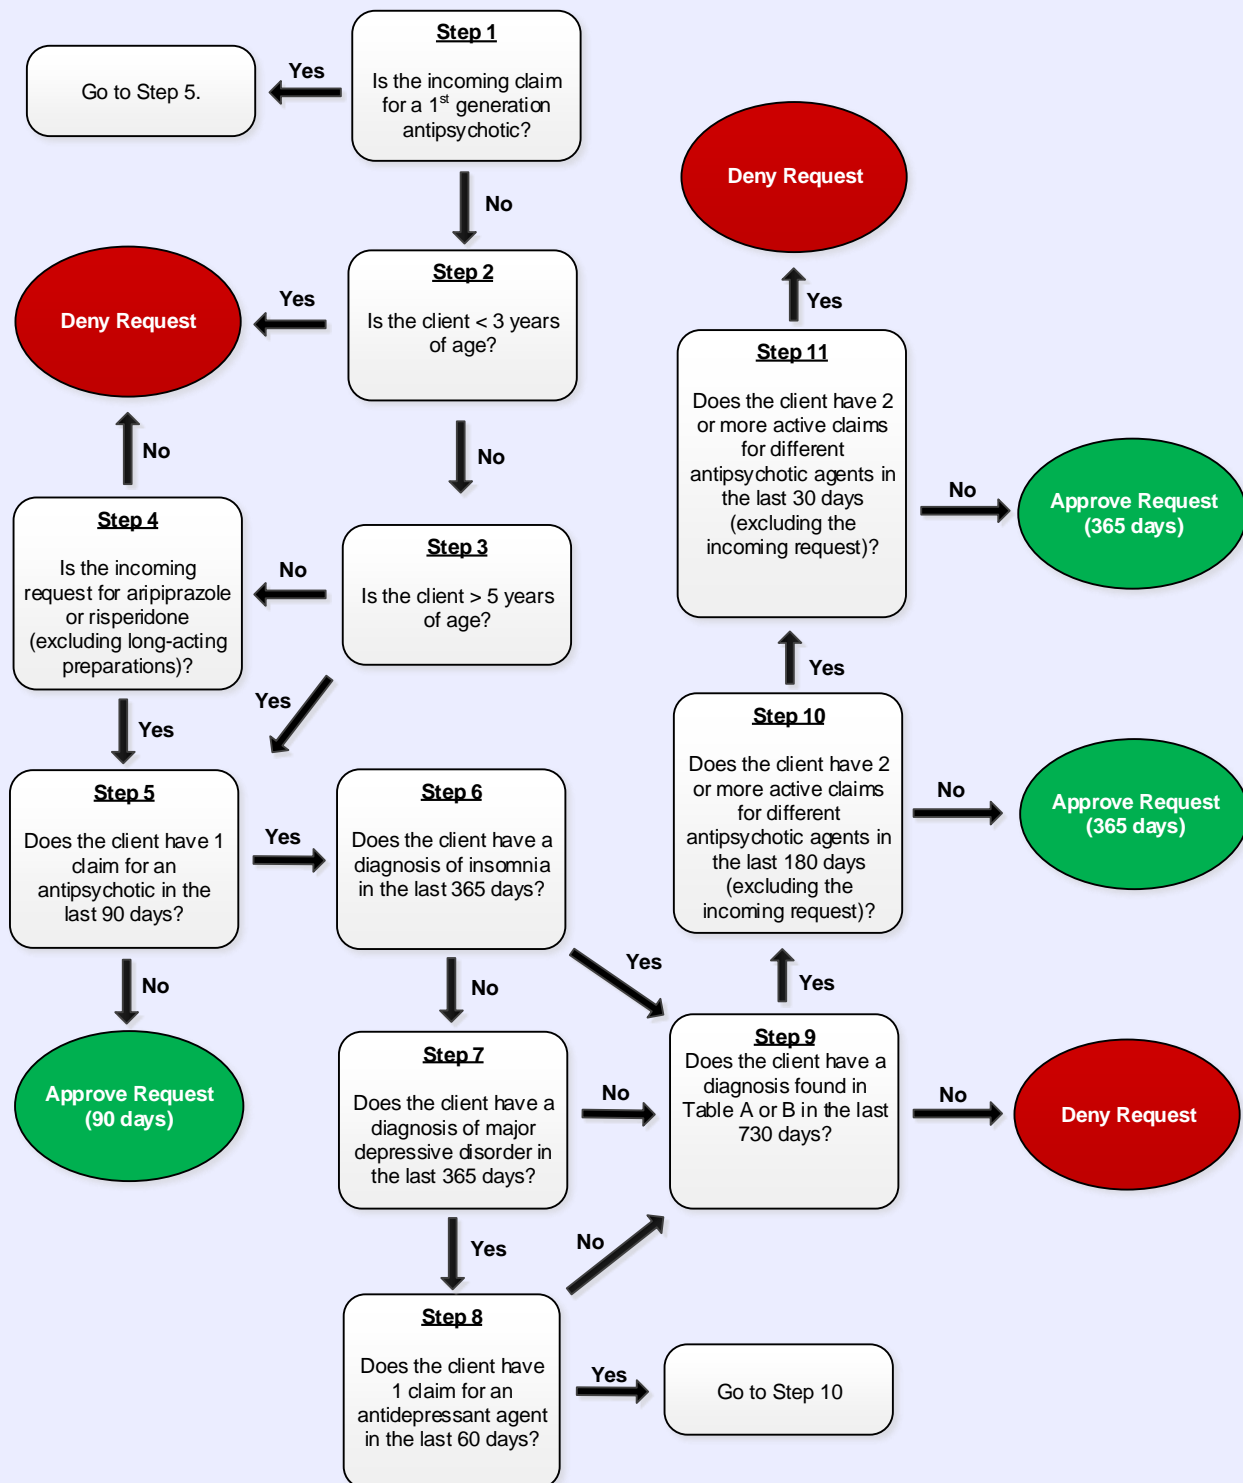 Step 1
Is the incoming claim
for a 1st generation
antipsychotic?
Yes
Go to Step 5.
No
Step 2
Is the client < 3 years
of age?
Yes
Deny Request
No
Step 3
Is the client > 5 years
of age?
No
Yes
Step 4
Is the incoming
request for aripiprazole
or risperidone
(excluding long-acting
preparations)?
No
Yes
Step 5
Does the client have 1
claim for an
antipsychotic in the
last 90 days?
Yes
No
Approve Request
(90 days)
Step 6
Does the client have a
diagnosis of insomnia
in the last 365 days?
Yes
No
Step 7
Does the client have a
diagnosis of major
depressive disorder in
the last 365 days?
No
Yes
Step 8
Does the client have
1 claim for an
antidepressant agent
in the last 60 days?
No
Yes
Go to Step 10
Step 9
Does the client have a
diagnosis found in
Table A or B in the last
730 days?
No
Deny Request
Yes
Step 10
Does the client have 2
or more active claims
for different
antipsychotic agents in
the last 180 days
(excluding the
incoming request)?
No
Approve Request
(365 days)
Yes
Step 11
Does the client have 2
or more active claims
for different
antipsychotic agents in
the last 30 days
(excluding the
incoming request)?
No
Approve Request
(365 days)
Yes
Deny Request